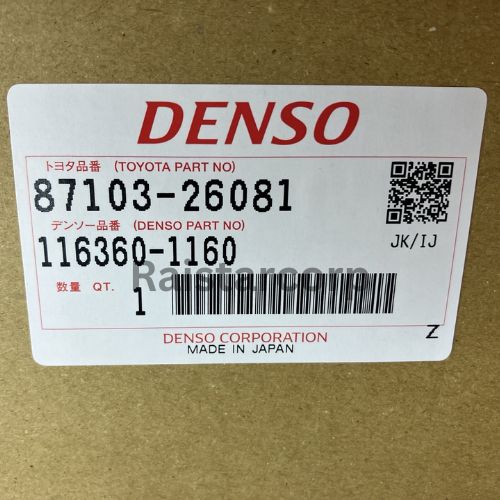 DENSO
トヨタ品番 (TOYOTA PART NO)
87103-26081
デンソー品番 (DENSO PART NO)
116360-1160
JK/IJ
Raistarcorp
数量 QT. 1
DENSO CORPORATION
MADE IN JAPAN
Z